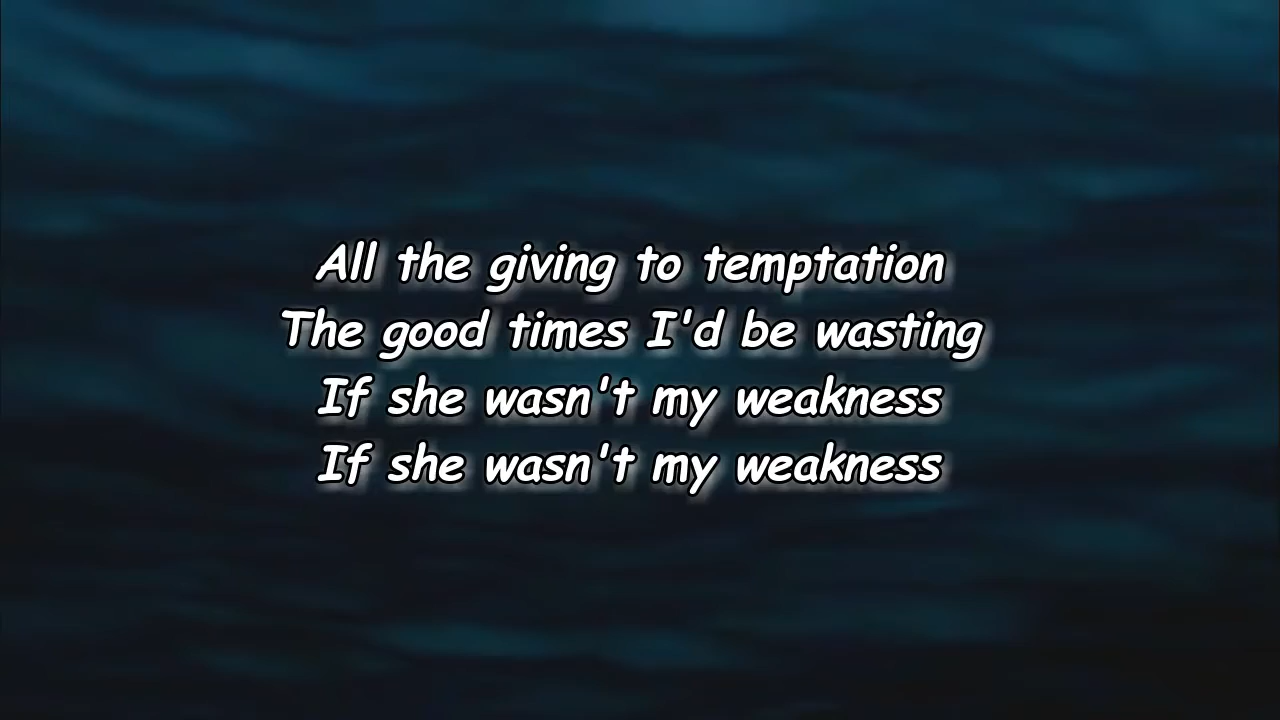 All the giving to temptation
The good times I'd be wasting
If she wasn't my weakness
If she wasn't my weakness